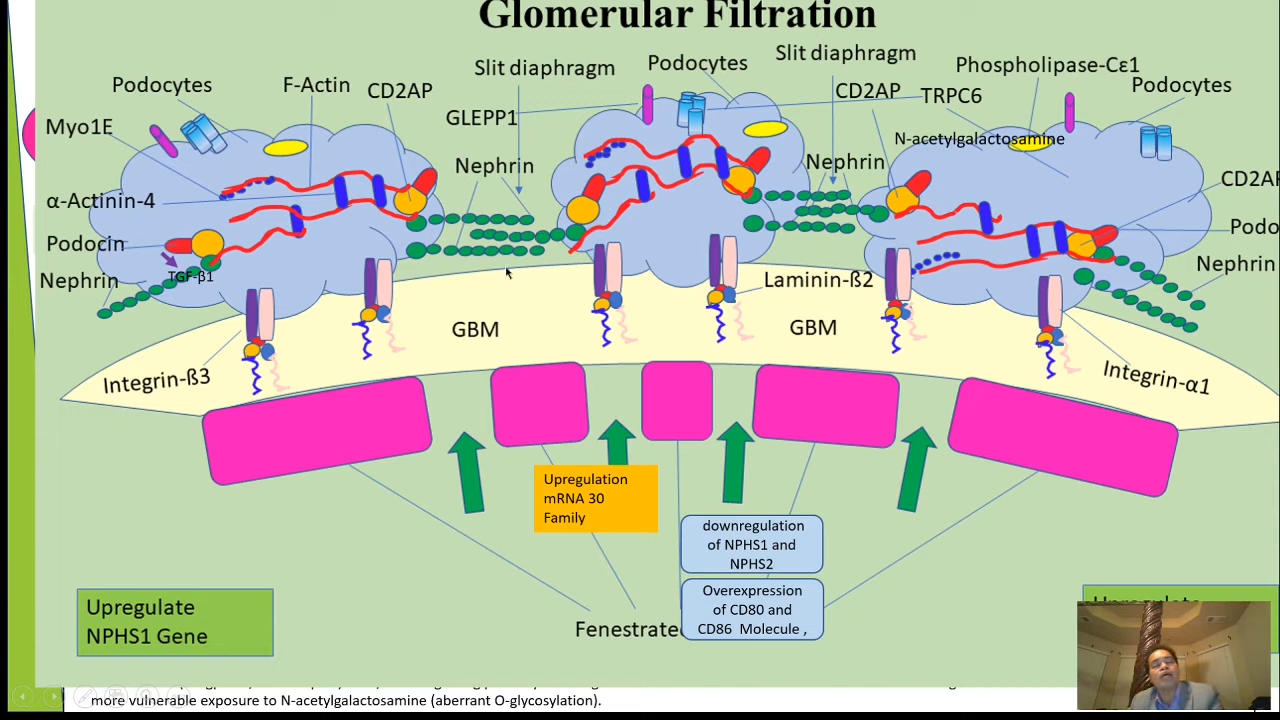 Glomerular Filtration
Podocytes
F-Actin
CD2AP
Slit diaphragm
Podocytes
Slit diaphragm
Phospholipase-Cε1
Podocytes
Myo1E
GLEPP1
CD2AP
TRPC6
N-acetylgalactosamine
Nephrin
Nephrin
CD2AP
α-Actinin-4
Podocin
TGF-β1
Nephrin
Podo
Nephrin
Laminin-ß2
GBM
GBM
Integrin-ß3
Integrin-α1
Upregulation
mRNA 30
Family
downregulation
of NPHS1 and
NPHS2
Overexpression
of CD80 and
CD86 Molecule ,
Upregulate
NPHS1 Gene
Fenestrated
Upregulate
more vulnerable exposure to N-acetylgalactosamine (aberrant O-glycosylation).